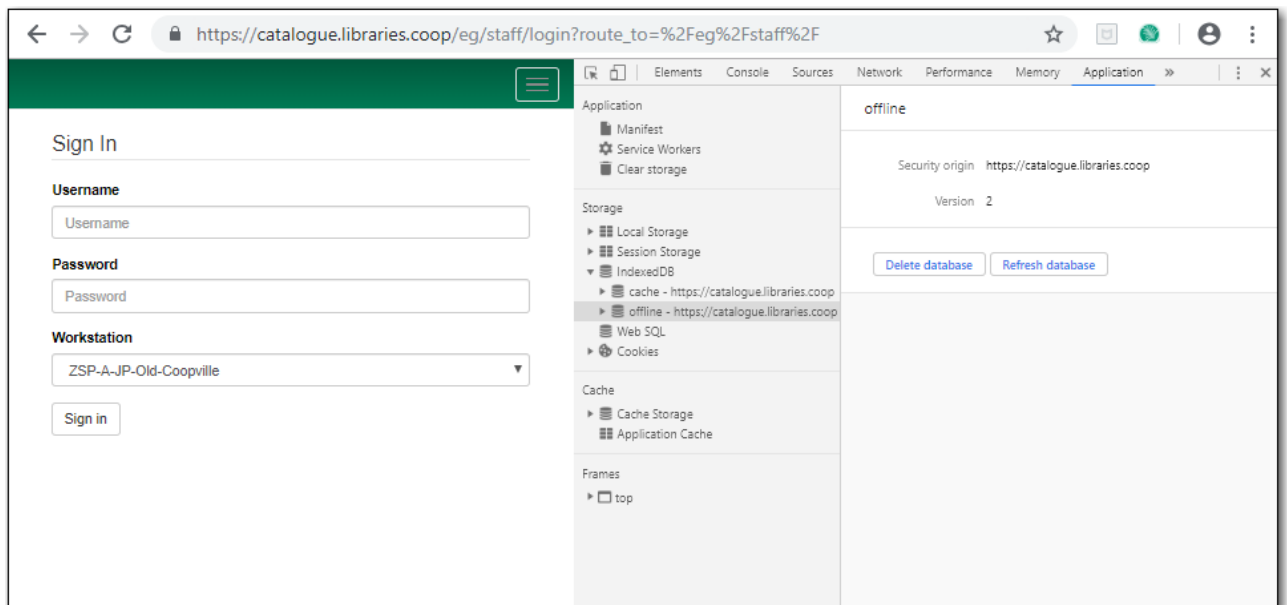 https://catalogue.libraries.coop/eg/staff/login?route_to=%2Feg%2Fstaff%2F
Elements Console Sources Network Performance Memory Application »
Sign In
Username
Username
Password
Password
Workstation
ZSP-A-JP-Old-Coopville
Sign in
Application
Manifest
Service Workers
Clear storage
Storage
Local Storage
Session Storage
IndexedDB
cache - https://catalogue.libraries.coop
offline - https://catalogue.libraries.coop
Web SQL
Cookies
Cache
Cache Storage
Application Cache
Frames
top
offline
Security origin https://catalogue.libraries.coop
Version 2
Delete database Refresh database